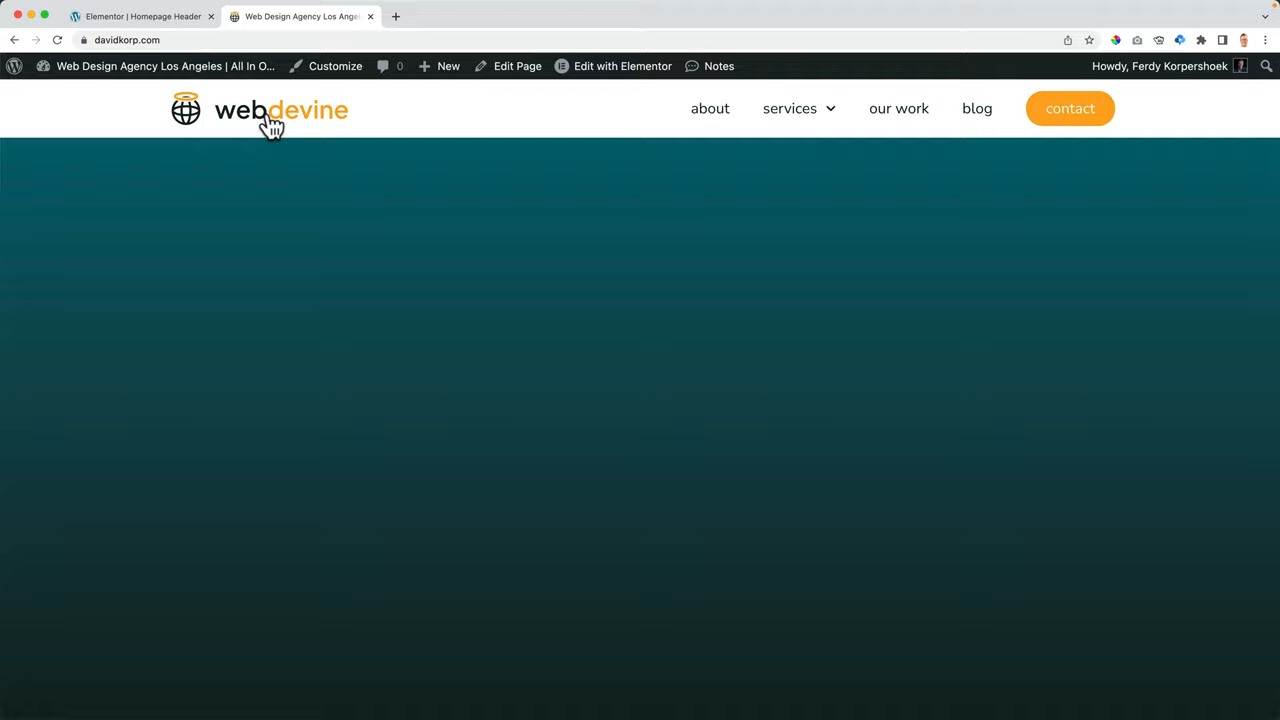 Elementor | Homepage Header
Web Design Agency Los Angel
davidkorp.com
Web Design Agency Los Angeles | All In O... Customize 0 New Edit Page Edit with Elementor Notes Howdy, Ferdy Korpershoek
webdevine about services our work blog contact